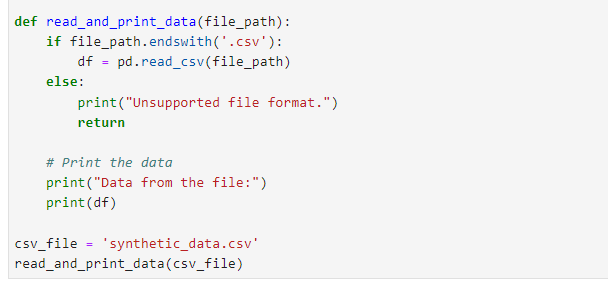 def read_and_print_data(file_path):
    if file_path.endswith('.csv'):
        df = pd.read_csv(file_path)
    else:
        print("Unsupported file format.")
        return

    # Print the data
    print("Data from the file:")
    print(df)

csv_file = 'synthetic_data.csv'
read_and_print_data(csv_file)